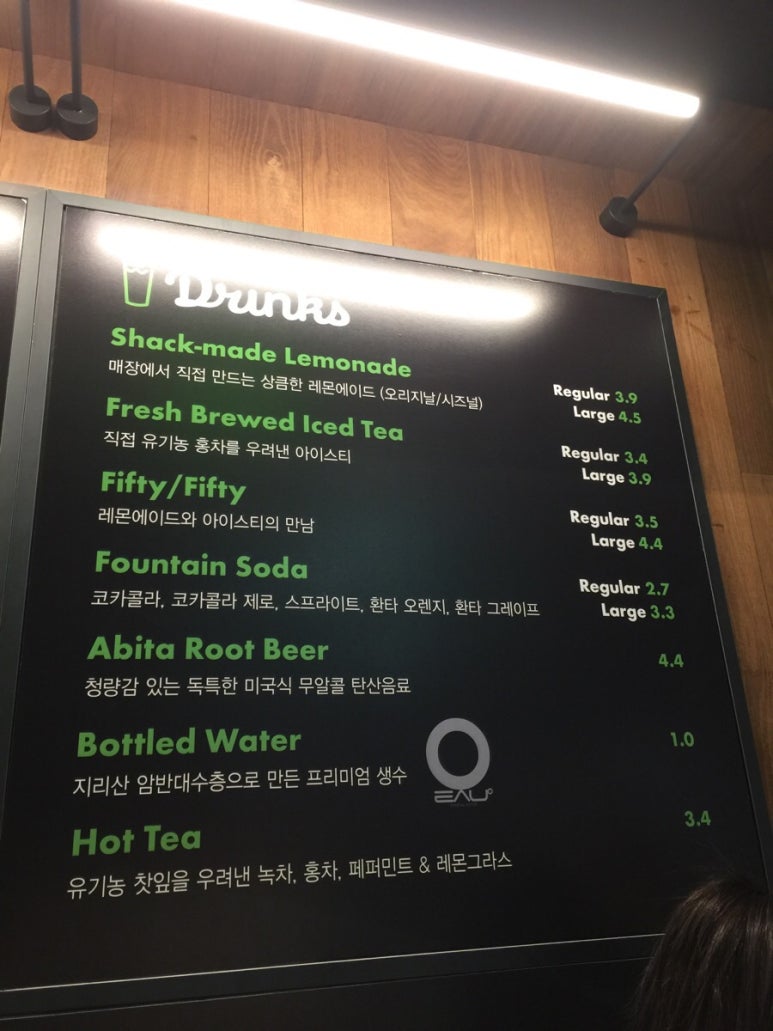 Drinks
Shack-made Lemonade
매장에서 직접 만드는 상큼한 레몬에이드 (오리지날/시즈널)
Regular 3.9
Large 4.5
Fresh Brewed Iced Tea
직접 유기농 홍차를 우려낸 아이스티
Regular 3.4
Large 3.9
Fifty/Fifty
레몬에이드와 아이스티의 만남
Regular 3.5
Large 4.4
Fountain Soda
코카콜라, 코카콜라 제로, 스프라이트, 환타 오렌지, 환타 그레이프
Regular 2.7
Large 3.3
Abita Root Beer
4.4
청량감 있는 독특한 미국식 무알콜 탄산음료
Bottled Water
1.0
지리산 암반대수층으로 만든 프리미엄 생수
EAU
Hot Tea
3.4
유기농 찻잎을 우려낸 녹차, 홍차, 페퍼민트 & 레몬그라스